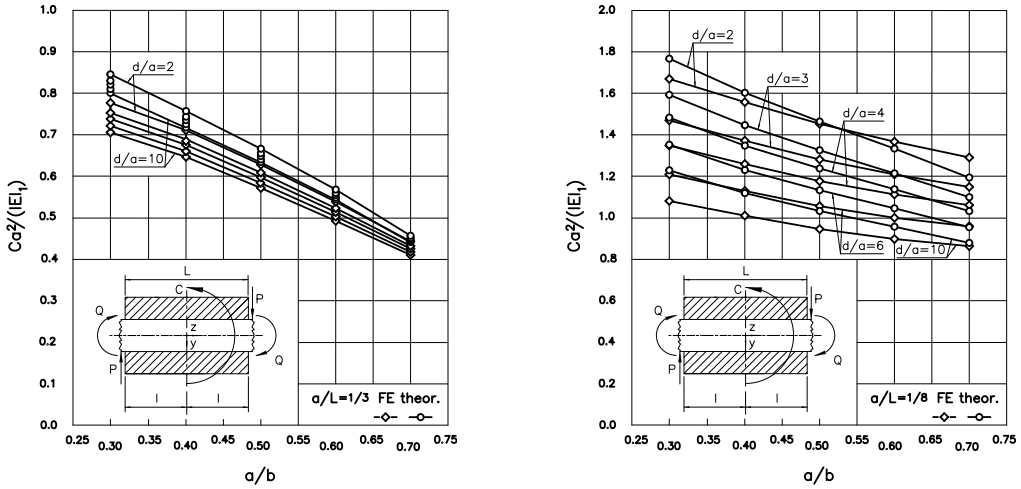 1.0
0.9
0.8
0.7
0.6
0.5
0.4
0.3
0.2
0.1
0.0
Ca²/(|E|I₁)
d/a=2
d/a=10
L
C
P
Q
z
y
P
Q
l
l
a/L=1/3 FE theor.
0.25 0.35 0.45 0.55 0.65 0.75
0.30 0.40 0.50 0.60 0.70
a/b
2.0
1.8
1.6
1.4
1.2
1.0
0.8
0.6
0.4
0.2
0.0
Ca²/(|E|I₁)
d/a=2
d/a=3
d/a=4
d/a=6
d/a=10
L
C
P
Q
z
y
P
Q
l
l
a/L=1/8 FE theor.
0.25 0.35 0.45 0.55 0.65 0.75
0.30 0.40 0.50 0.60 0.70
a/b